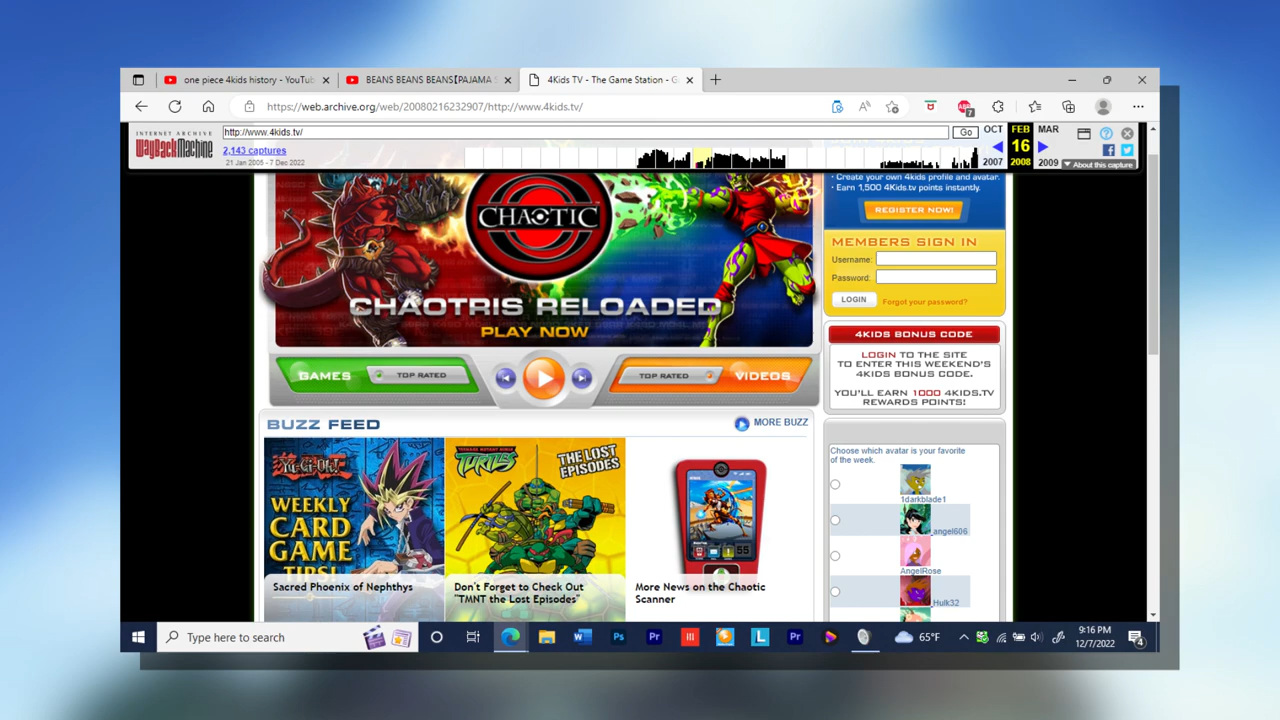 one piece 4kids history - YouTub
BEANS BEANS BEANS【PAJAMA S
4Kids TV - The Game Station - G
https://web.archive.org/web/20080216232907/http://www.4kids.tv/
INTERNET ARCHIVE
WayBackMachine
http://www.4kids.tv/
Go
2,143 captures
21 Jan 2005 - 7 Dec 2022
OCT FEB MAR
16
2007 2008 2009
About this capture
CHAOTIC
CHAOTRIS RELOADED
PLAY NOW
GAMES
TOP RATED
TOP RATED
VIDEOS
· Create your own 4kids profile and avatar.
· Earn 1,500 4Kids.tv points instantly.
REGISTER NOW!
MEMBERS SIGN IN
Username:
Password:
LOGIN
Forgot your password?
4KIDS BONUS CODE
LOGIN TO THE SITE
TO ENTER THIS WEEKEND'S
4KIDS BONUS CODE.
YOU'LL EARN 1000 4KIDS.TV
REWARDS POINTS!
BUZZ FEED
MORE BUZZ
Yu-Gi-Oh!
WEEKLY
CARD
GAME
TIPS!
Sacred Phoenix of Nephthys
TEENAGE MUTANT NINJA
TURTLES
THE LOST
EPISODES
Don't Forget to Check Out
"TMNT the Lost Episodes"
55
More News on the Chaotic
Scanner
Choose which avatar is your favorite
of the week.
1darkblade1
_angel606
AngelRose
_Hulk32
Type here to search
65°F
9:16 PM
12/7/2022
4